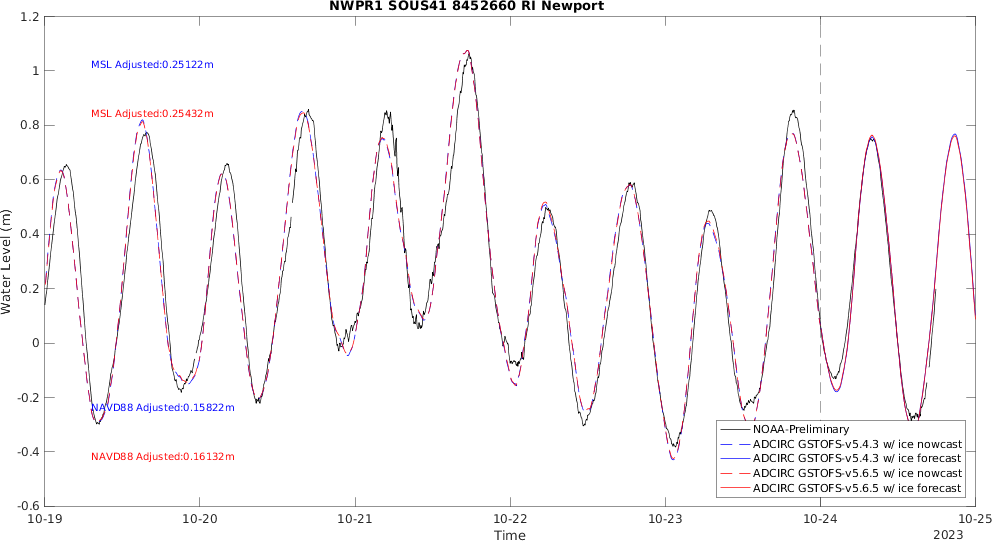 NWPR1 SOUS41 8452660 RI Newport
1.2
1
0.8
0.6
0.4
0.2
0
-0.2
-0.4
-0.6
Water Level (m)
MSL Adjusted:0.25122m
MSL Adjusted:0.25432m
NAVD88 Adjusted:0.15822m
NAVD88 Adjusted:0.16132m
NOAA-Preliminary
ADCIRC GSTOFS-v5.4.3 w/ ice nowcast
ADCIRC GSTOFS-v5.4.3 w/ ice forecast
ADCIRC GSTOFS-v5.6.5 w/ ice nowcast
ADCIRC GSTOFS-v5.6.5 w/ ice forecast
10-19 10-20 10-21 10-22 10-23 10-24 10-25
Time
2023